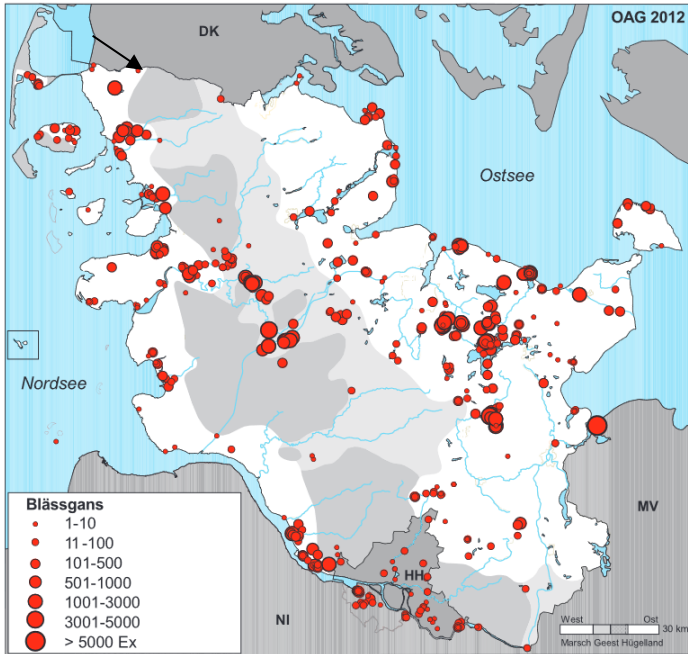 DK
OAG 2012
Ostsee
Nordsee
MV
HH
NI
Blässgans
1-10
11-100
101-500
501-1000
1001-3000
3001-5000
> 5000 Ex
West Ost
30 km
Marsch Geest Hügelland